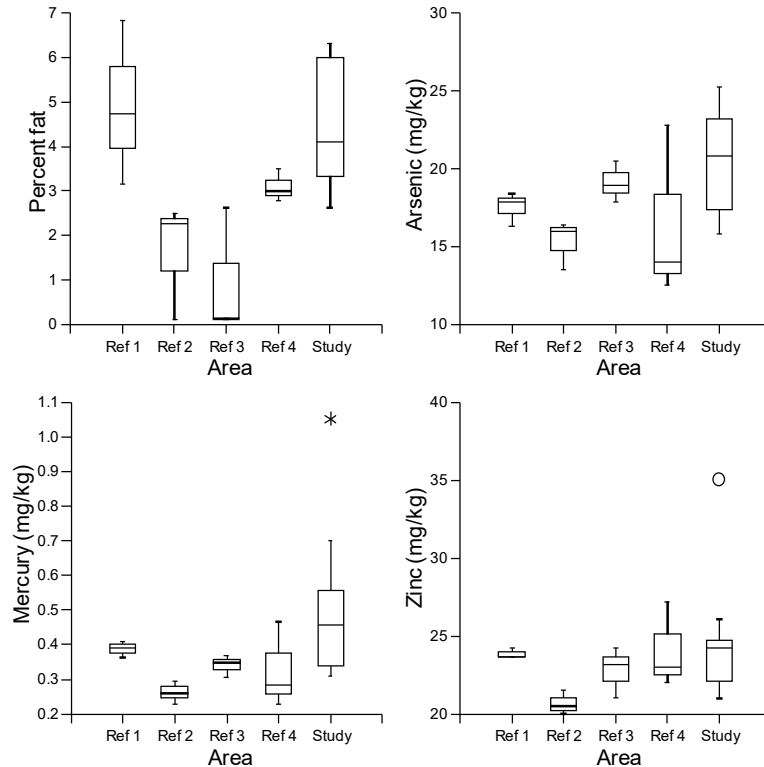 7
6
5
4
3
2
1
0
Percent fat
Ref 1 Ref 2 Ref 3 Ref 4 Study
Area
30
25
20
15
10
Arsenic (mg/kg)
Ref 1 Ref 2 Ref 3 Ref 4 Study
Area
1.1
1.0
0.9
0.8
0.7
0.6
0.5
0.4
0.3
0.2
Mercury (mg/kg)
Ref 1 Ref 2 Ref 3 Ref 4 Study
Area
40
35
30
25
20
Zinc (mg/kg)
Ref 1 Ref 2 Ref 3 Ref 4 Study
Area